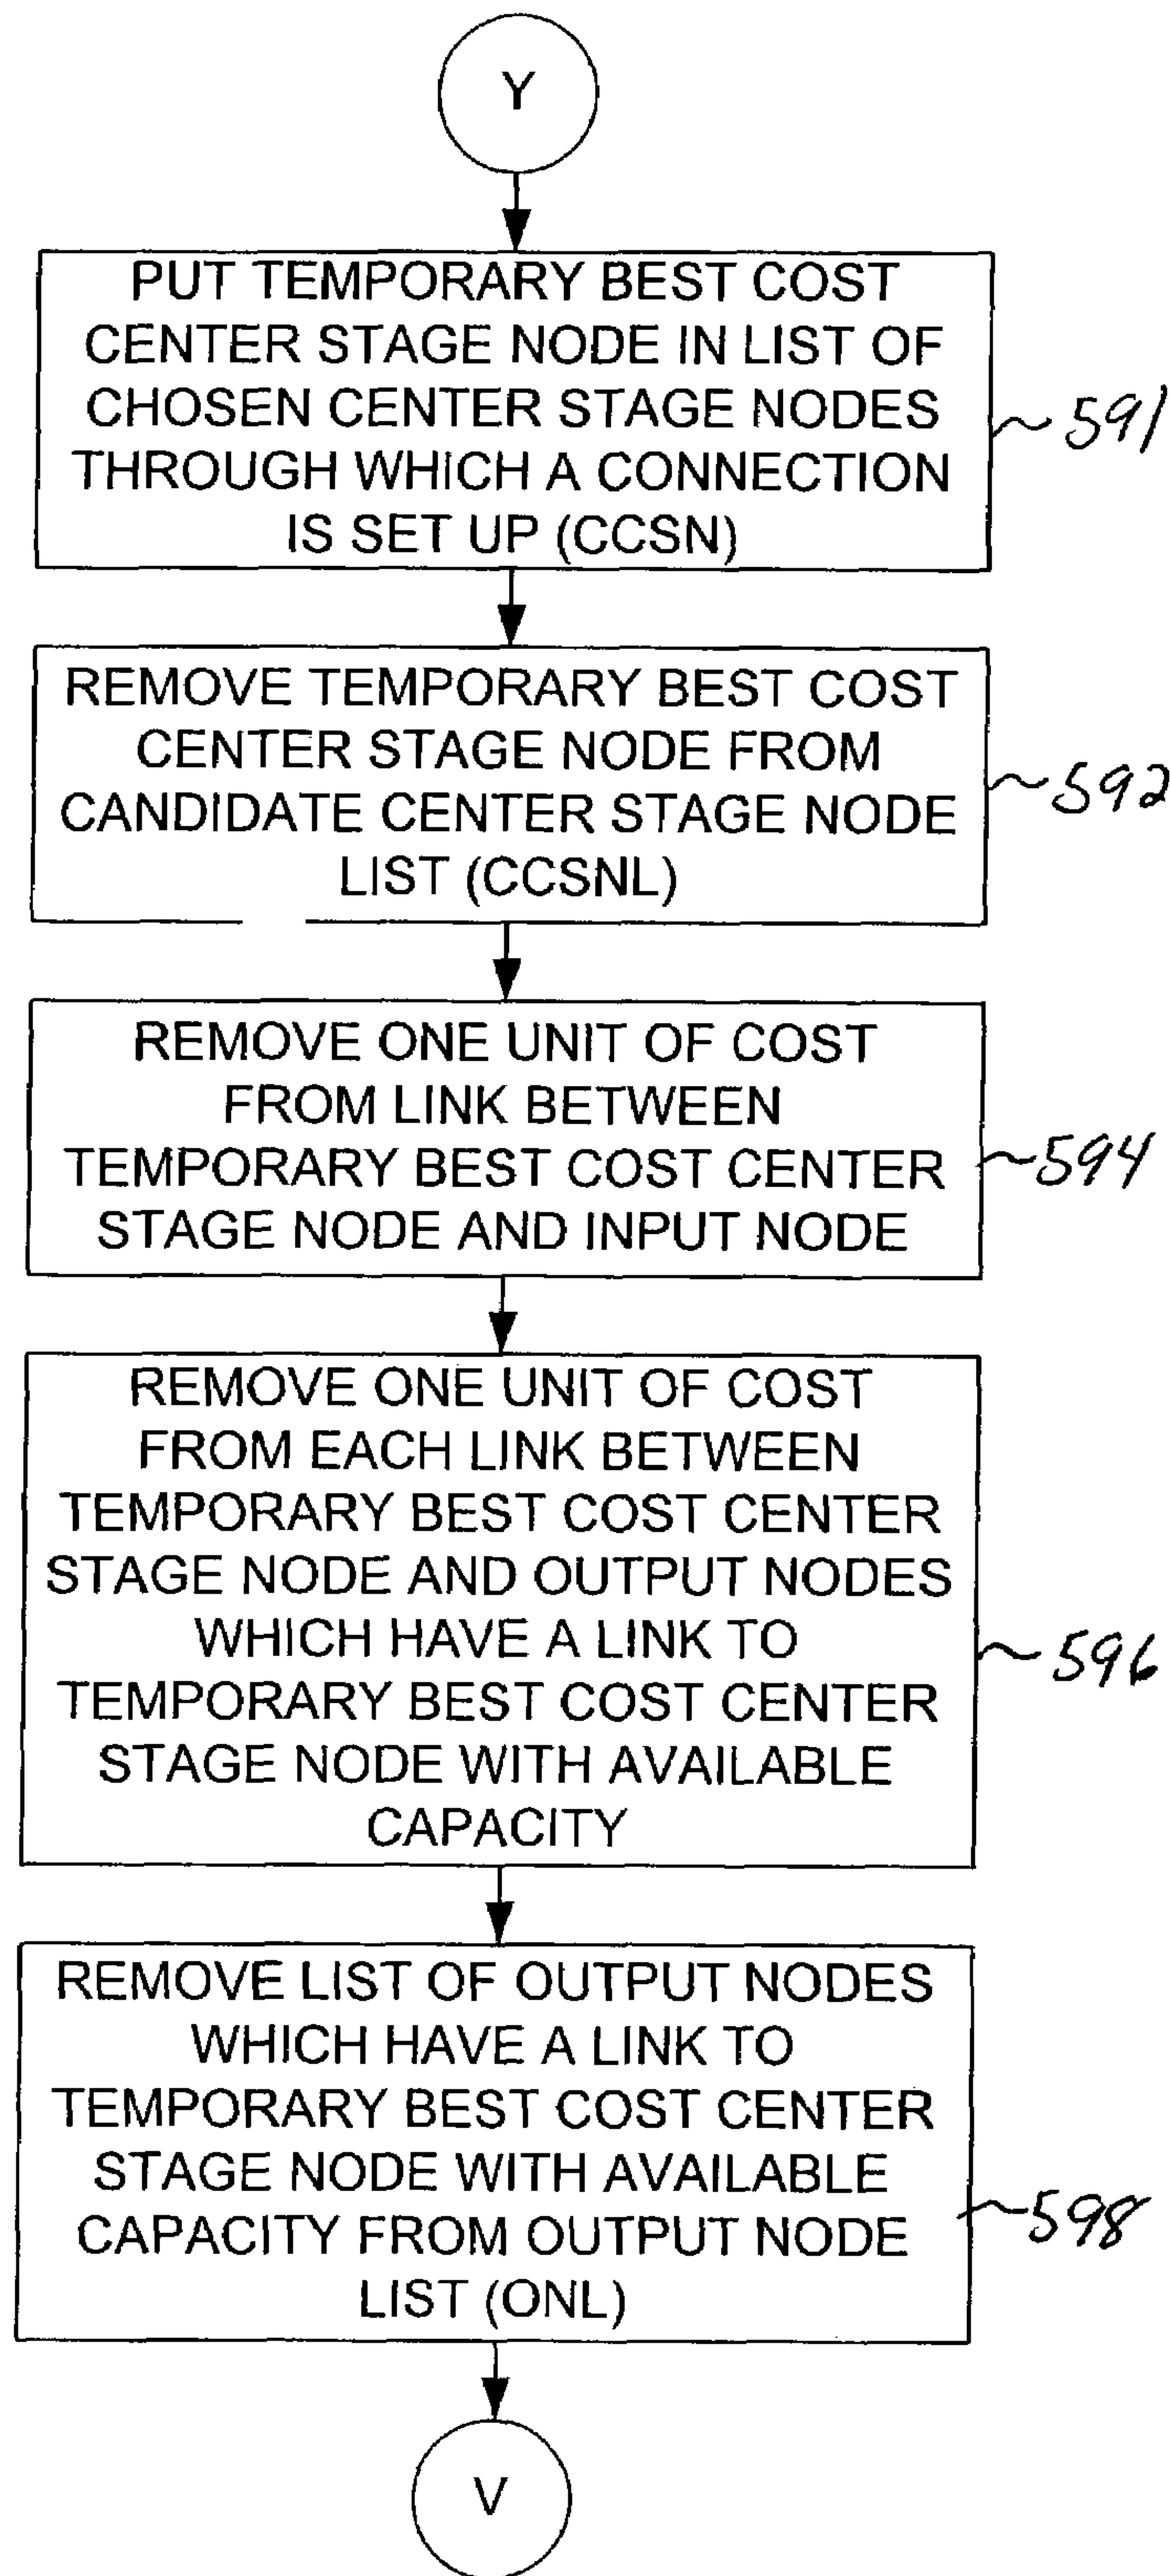 Y
PUT TEMPORARY BEST COST
CENTER STAGE NODE IN LIST OF
CHOSEN CENTER STAGE NODES
THROUGH WHICH A CONNECTION
IS SET UP (CCSN)
591
REMOVE TEMPORARY BEST COST
CENTER STAGE NODE FROM
CANDIDATE CENTER STAGE NODE
LIST (CCSNL)
592
REMOVE ONE UNIT OF COST
FROM LINK BETWEEN
TEMPORARY BEST COST CENTER
STAGE NODE AND INPUT NODE
594
REMOVE ONE UNIT OF COST
FROM EACH LINK BETWEEN
TEMPORARY BEST COST CENTER
STAGE NODE AND OUTPUT NODES
WHICH HAVE A LINK TO
TEMPORARY BEST COST CENTER
STAGE NODE WITH AVAILABLE
CAPACITY
596
REMOVE LIST OF OUTPUT NODES
WHICH HAVE A LINK TO
TEMPORARY BEST COST CENTER
STAGE NODE WITH AVAILABLE
CAPACITY FROM OUTPUT NODE
LIST (ONL)
598
V